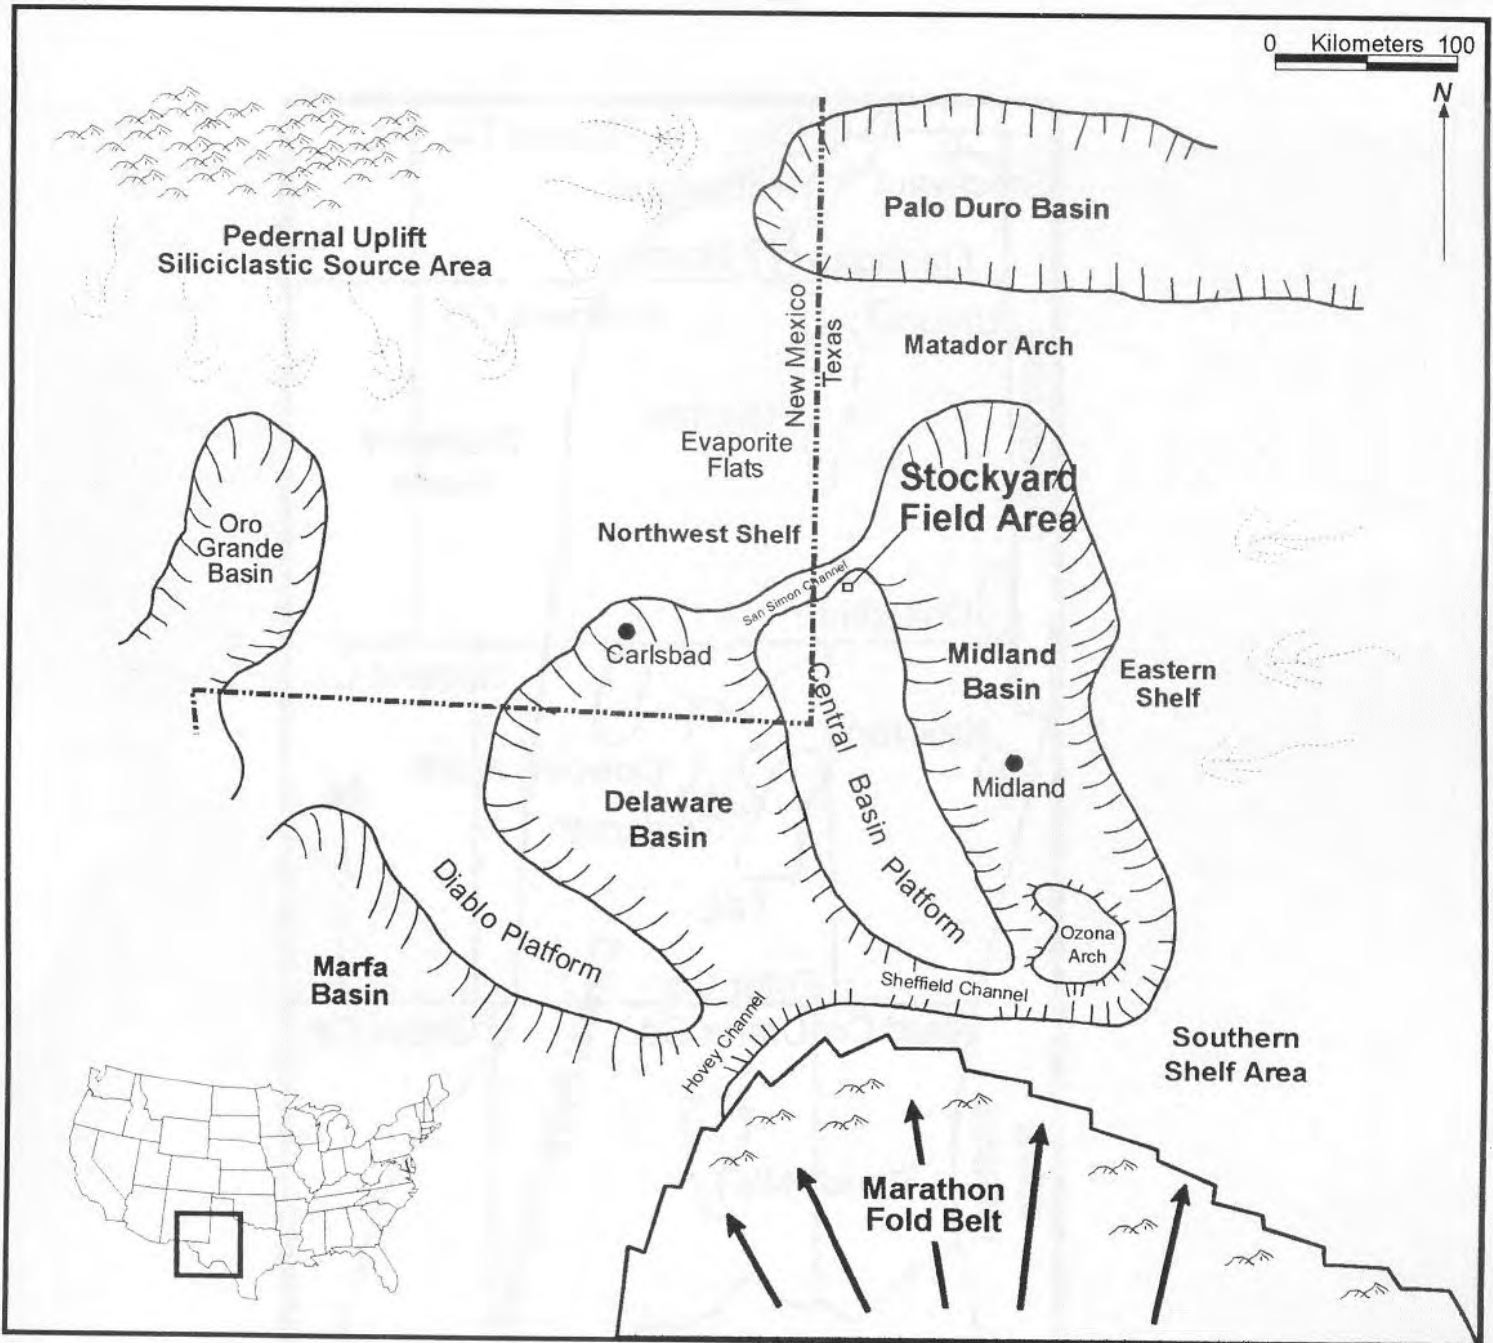 0 Kilometers 100
N
Palo Duro Basin
Pedernal Uplift
Siliciclastic Source Area
New Mexico
Texas
Matador Arch
Evaporite
Flats
Stockyard
Field Area
Northwest Shelf
Oro
Grande
Basin
San Simon Channel
Carlsbad
Midland
Basin
Eastern
Shelf
Central Basin Platform
Midland
Delaware
Basin
Diablo Platform
Ozona
Arch
Marfa
Basin
Sheffield Channel
Hovey Channel
Southern
Shelf Area
Marathon
Fold Belt